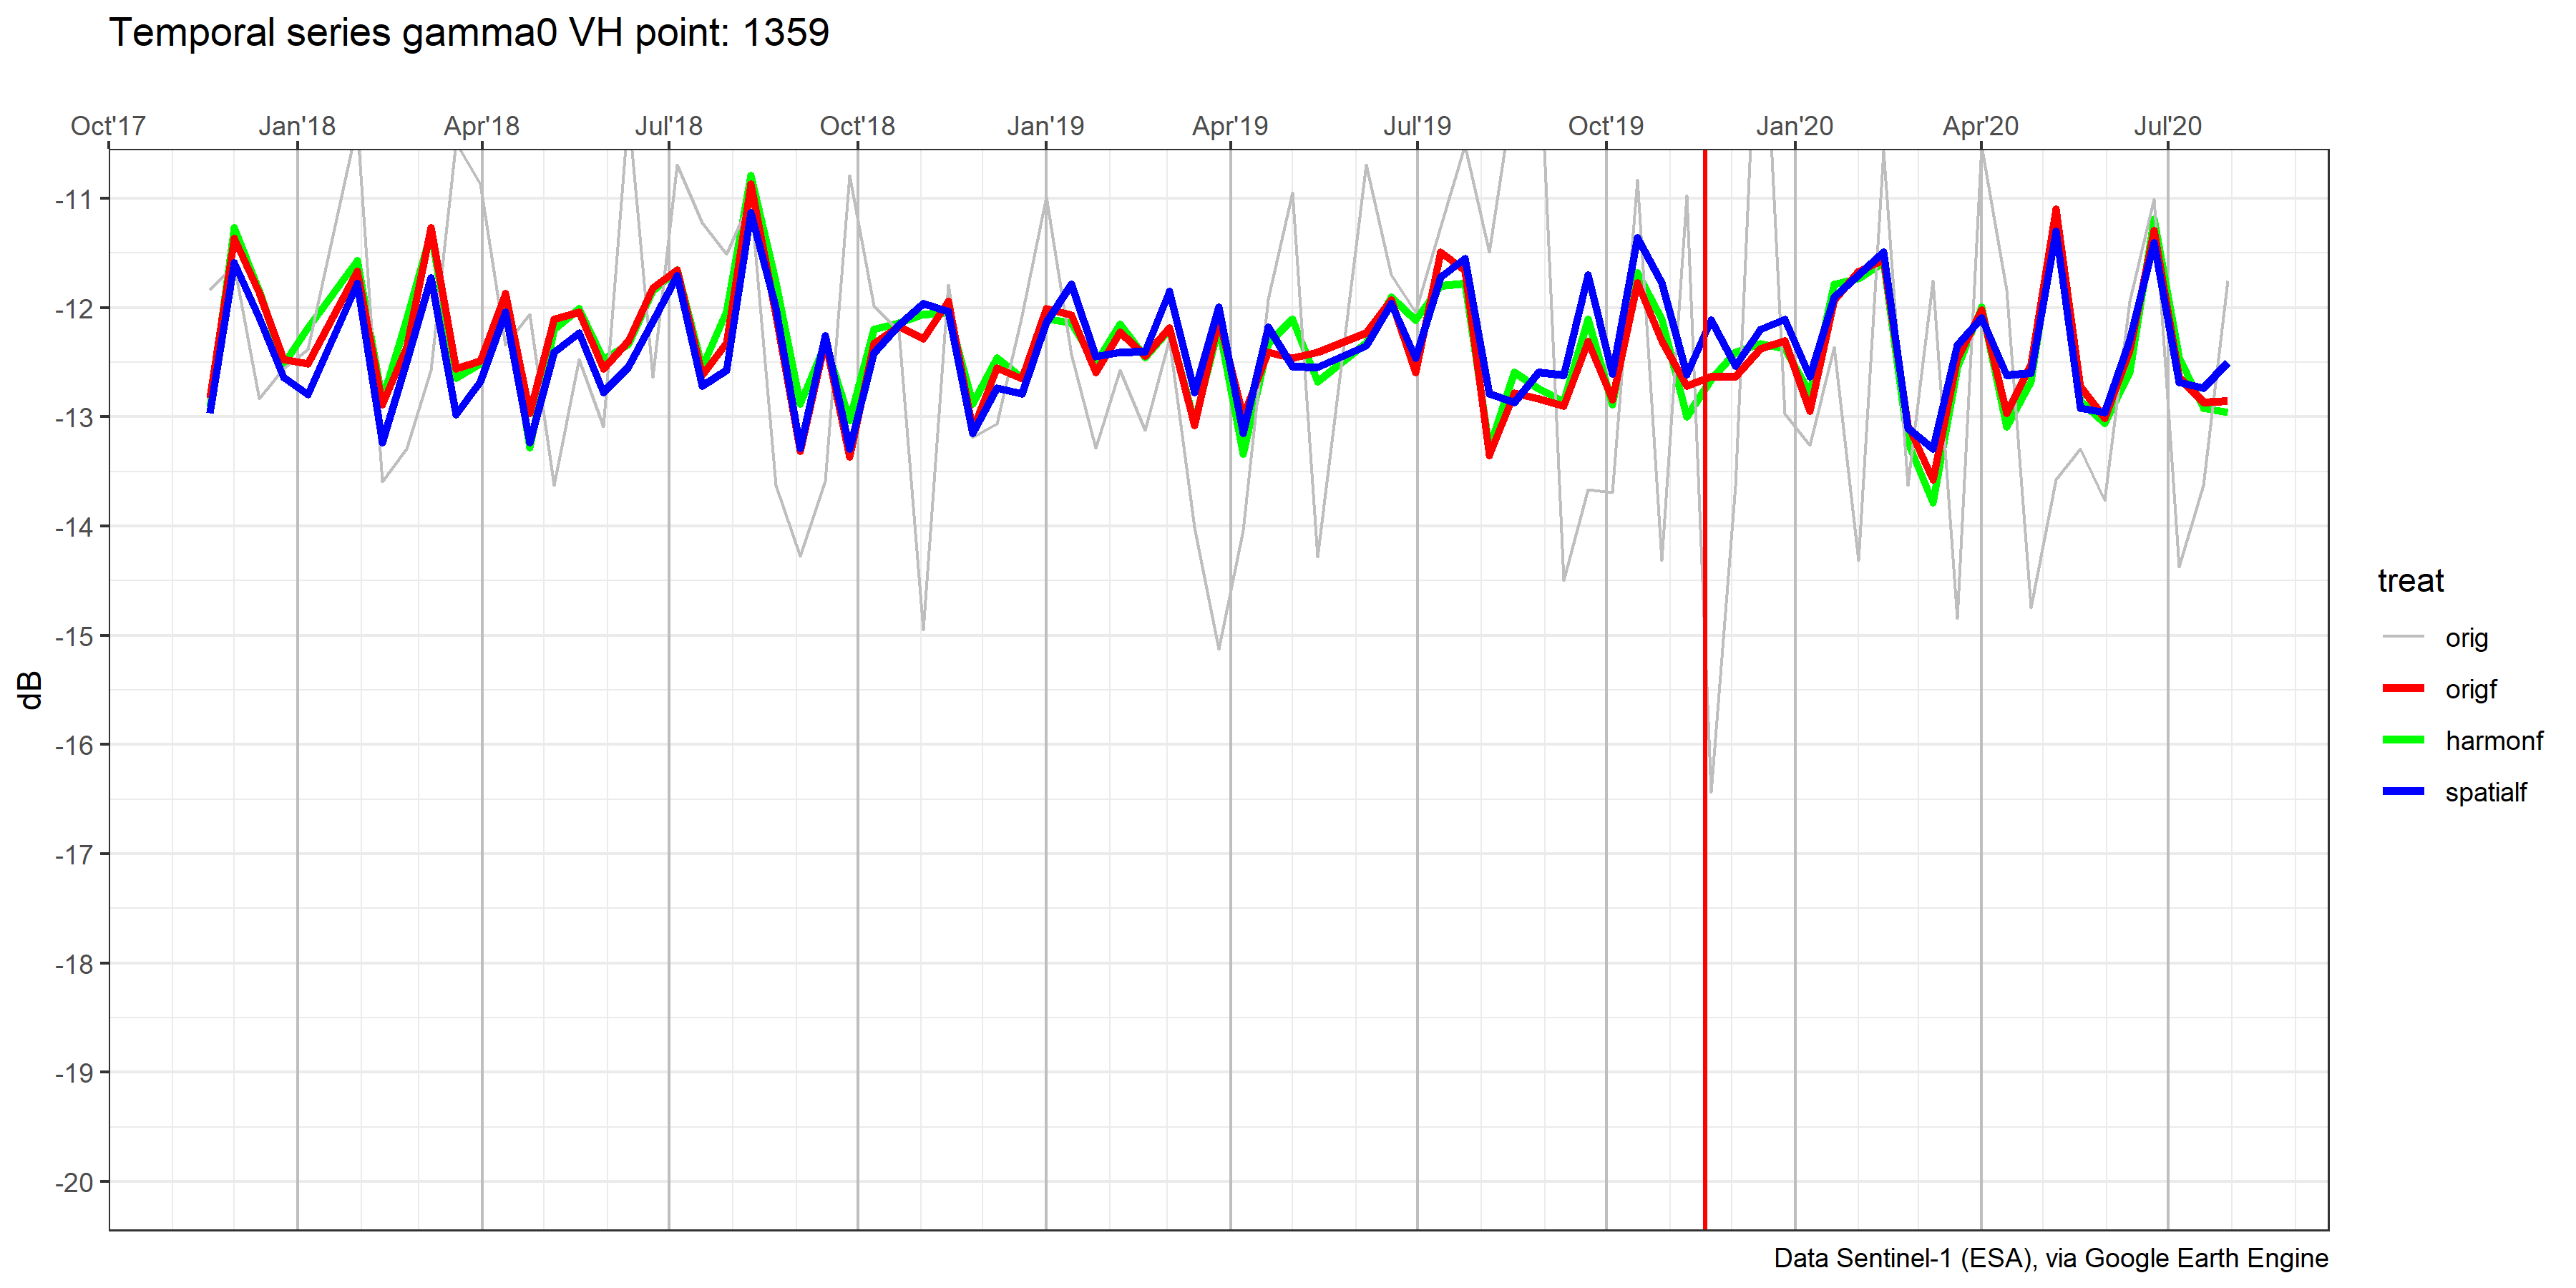 Temporal series gamma0 VH point: 1359
Oct'17 Jan'18 Apr'18 Jul'18 Oct'18 Jan'19 Apr'19 Jul'19 Oct'19 Jan'20 Apr'20 Jul'20
-11
-12
-13
-14
-15
-16
-17
-18
-19
-20
dB
treat
orig
origf
harmonf
spatialf
Data Sentinel-1 (ESA), via Google Earth Engine